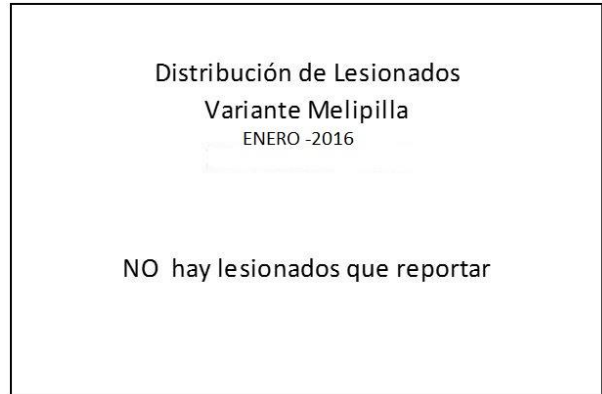 Distribución de Lesionados
Variante Melipilla
ENERO -2016
NO  hay lesionados que reportar